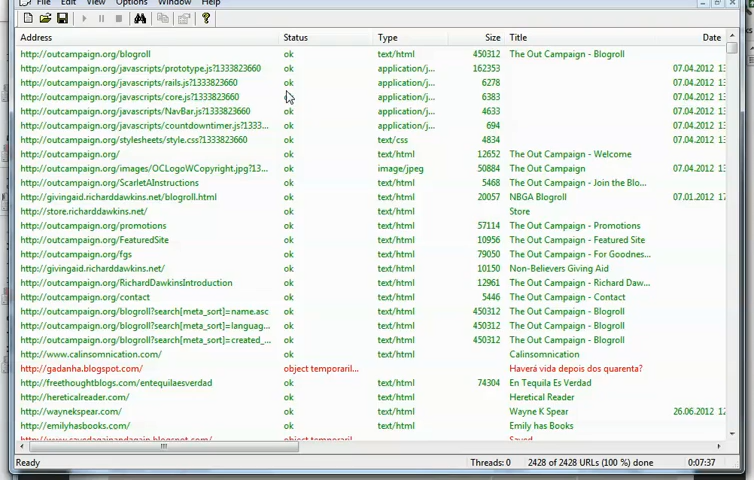 File Edit View Options Window Help
Address Status Type Size Title Date
http://outcampaign.org/blogroll ok text/html 450312 The Out Campaign - Blogroll
http://outcampaign.org/javascripts/prototype.js?1333823660 ok application/j... 162353 07.04.2012 13
http://outcampaign.org/javascripts/rails.js?1333823660 ok application/j... 6278 07.04.2012 13
http://outcampaign.org/javascripts/core.js?1333823660 ok application/j... 6383 07.04.2012 13
http://outcampaign.org/javascripts/NavBar.js?1333823660 ok application/j... 4633 07.04.2012 13
http://outcampaign.org/javascripts/countdowntimer.js?1333... ok application/j... 694 07.04.2012 13
http://outcampaign.org/stylesheets/style.css?1333823660 ok text/css 4834 07.04.2012 13
http://outcampaign.org/ ok text/html 12652 The Out Campaign - Welcome
http://outcampaign.org/images/OCLogoWCopyright.jpg?13... ok image/jpeg 50884 The Out Campaign 07.04.2012 13
http://outcampaign.org/ScarletAInstructions ok text/html 5468 The Out Campaign - Join the Blo...
http://givingaid.richarddawkins.net/blogroll.html ok text/html 20057 NBGA Blogroll 07.01.2012 17
http://store.richarddawkins.net/ ok text/html Store
http://outcampaign.org/promotions ok text/html 57114 The Out Campaign - Promotions
http://outcampaign.org/FeaturedSite ok text/html 10956 The Out Campaign - Featured Site
http://outcampaign.org/fgs ok text/html 79050 The Out Campaign - For Goodnes...
http://givingaid.richarddawkins.net/ ok text/html 10150 Non-Believers Giving Aid
http://outcampaign.org/RichardDawkinsIntroduction ok text/html 12961 The Out Campaign - Richard Daw...
http://outcampaign.org/contact ok text/html 5446 The Out Campaign - Contact
http://outcampaign.org/blogroll?search[meta_sort]=name.asc ok text/html 450312 The Out Campaign - Blogroll
http://outcampaign.org/blogroll?search[meta_sort]=languag... ok text/html 450312 The Out Campaign - Blogroll
http://outcampaign.org/blogroll?search[meta_sort]=created_... ok text/html 450312 The Out Campaign - Blogroll
http://www.calinsomnication.com/ ok text/html Calinsomnication
http://gadanha.blogspot.com/ object temporaril... Haverá vida depois dos quarenta?
http://freethoughtblogs.com/entequilaesverdad ok text/html 74304 En Tequila Es Verdad
http://hereticalreader.com/ ok text/html Heretical Reader
http://waynekspear.com/ ok text/html Wayne K Spear 26.06.2012 12
http://emilyhasbooks.com/ ok text/html Emily has Books
http://www.savedagainandagain.blogspot.com/ object temporaril... Saved
Ready Threads: 0 2428 of 2428 URLs (100 %) done 0:07:37